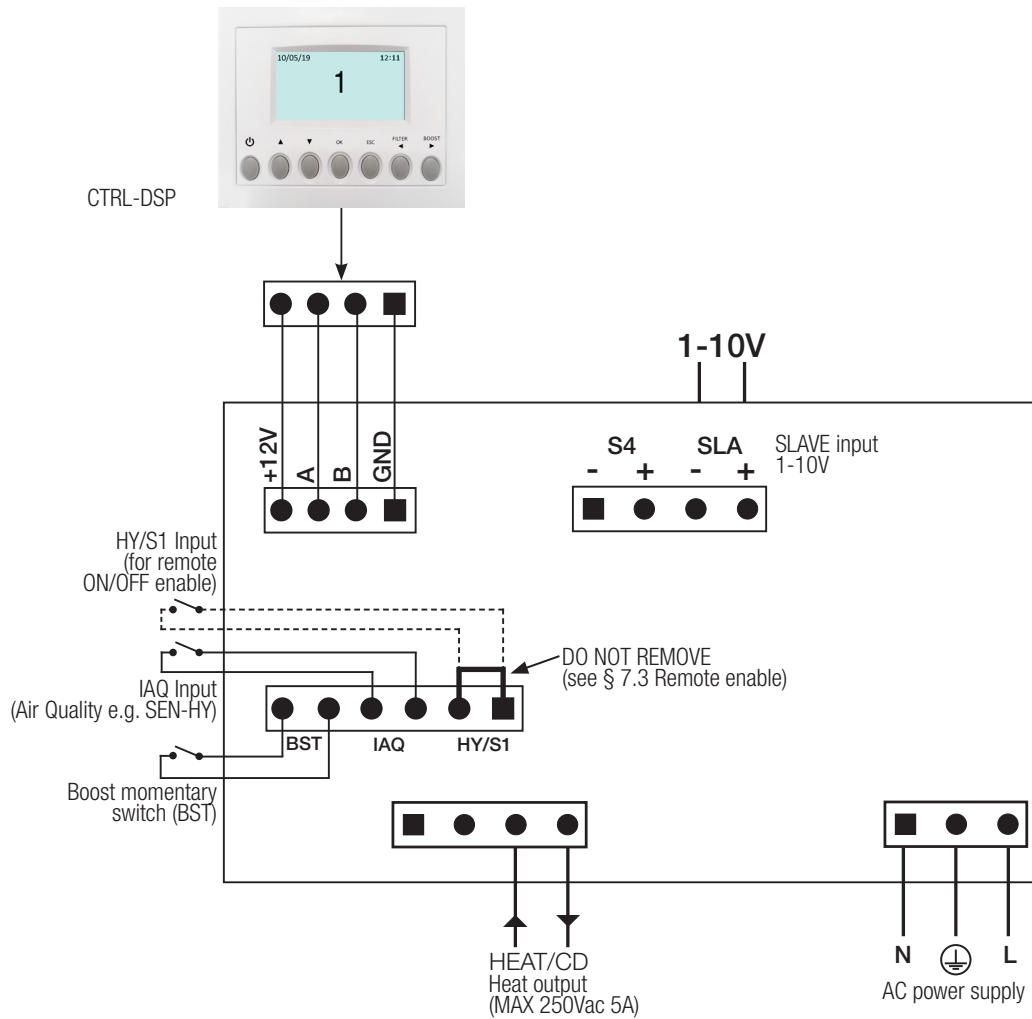 10/05/19 12:11
1
OK ESC FILTER BOOST
CTRL-DSP
1-10V
+12V
A
B
GND
S4 SLA
- + - +
SLAVE input
1-10V
HY/S1 Input
(for remote
ON/OFF enable)
DO NOT REMOVE
(see § 7.3 Remote enable)
IAQ Input
(Air Quality e.g. SEN-HY)
BST IAQ HY/S1
Boost momentary
switch (BST)
HEAT/CD
Heat output
(MAX 250Vac 5A)
N L
AC power supply